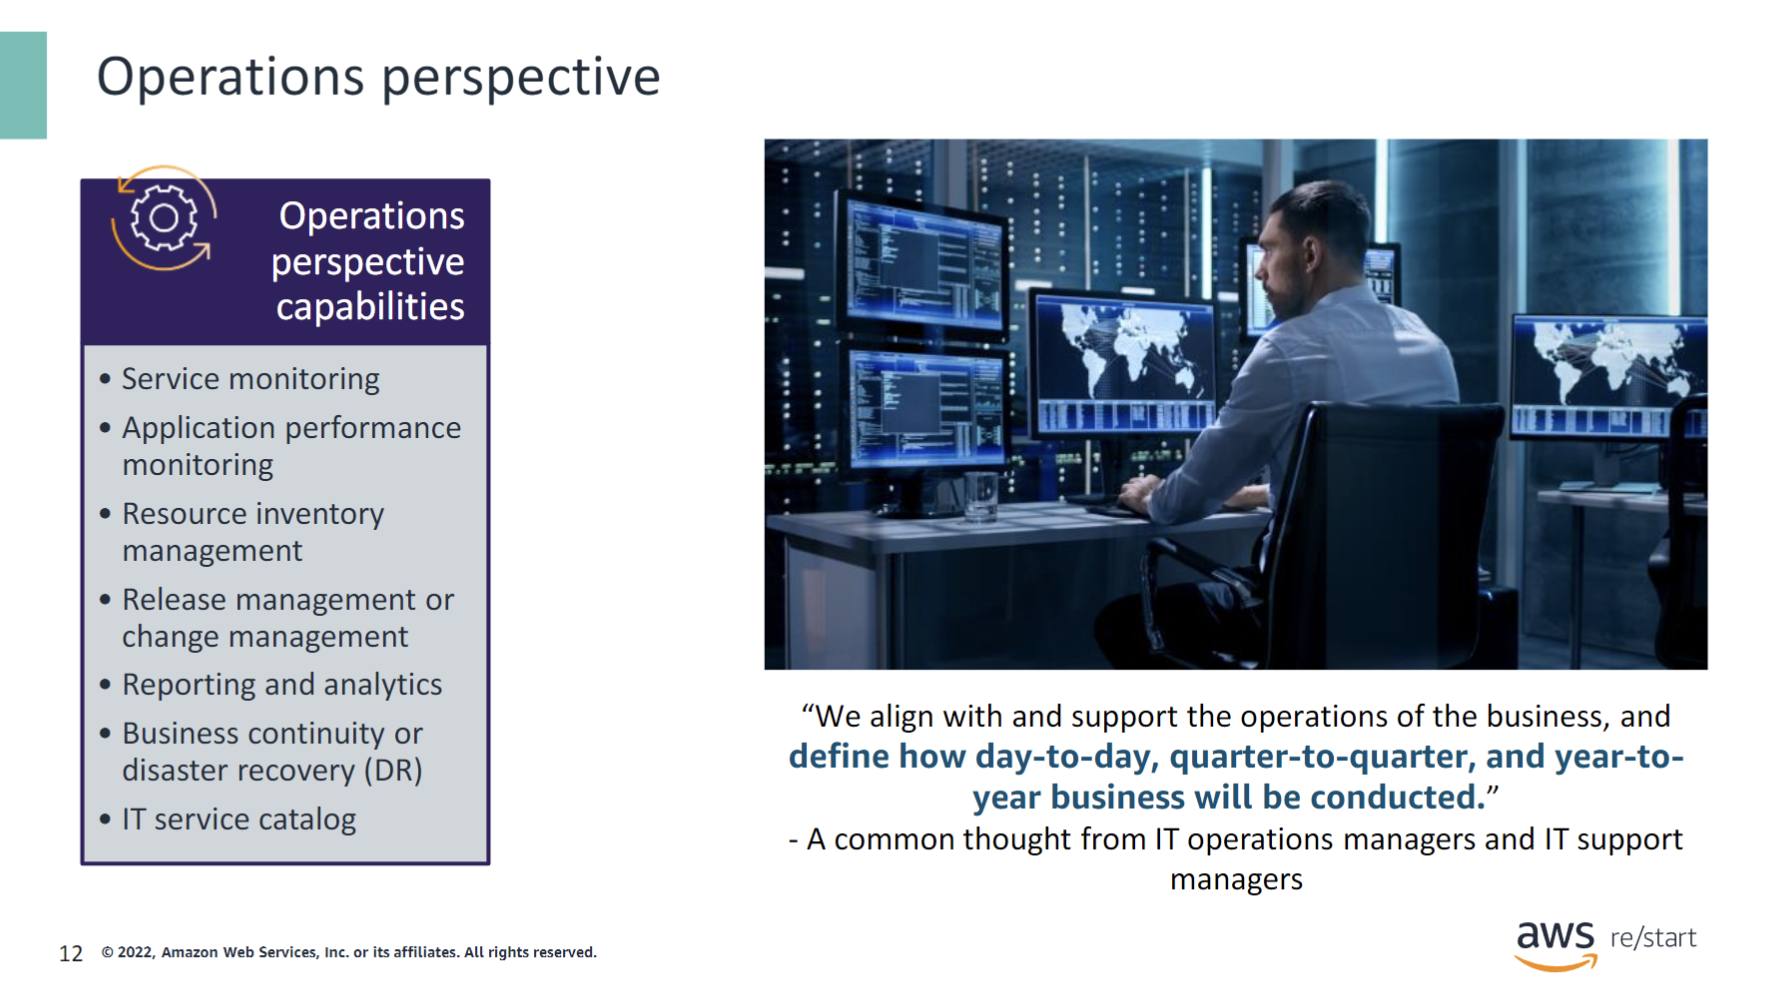 Operations perspective
Operations
perspective
capabilities
• Service monitoring
• Application performance
monitoring
• Resource inventory
management
• Release management or
change management
• Reporting and analytics
• Business continuity or
disaster recovery (DR)
• IT service catalog
“We align with and support the operations of the business, and
define how day-to-day, quarter-to-quarter, and year-to-
year business will be conducted.”
- A common thought from IT operations managers and IT support
managers
12 © 2022, Amazon Web Services, Inc. or its affiliates. All rights reserved.
aws re/start